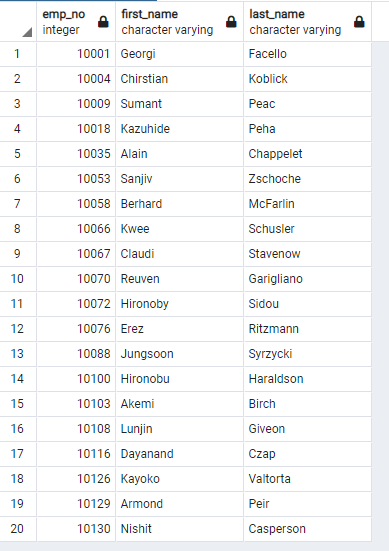 emp_no first_name last_name
integer character varying character varying
1 10001 Georgi Facello
2 10004 Chirstian Koblick
3 10009 Sumant Peac
4 10018 Kazuhide Peha
5 10035 Alain Chappelet
6 10053 Sanjiv Zschoche
7 10058 Berhard McFarlin
8 10066 Kwee Schusler
9 10067 Claudi Stavenow
10 10070 Reuven Garigliano
11 10072 Hironoby Sidou
12 10076 Erez Ritzmann
13 10088 Jungsoon Syrzycki
14 10100 Hironobu Haraldson
15 10103 Akemi Birch
16 10108 Lunjin Giveon
17 10116 Dayanand Czap
18 10126 Kayoko Valtorta
19 10129 Armond Peir
20 10130 Nishit Casperson